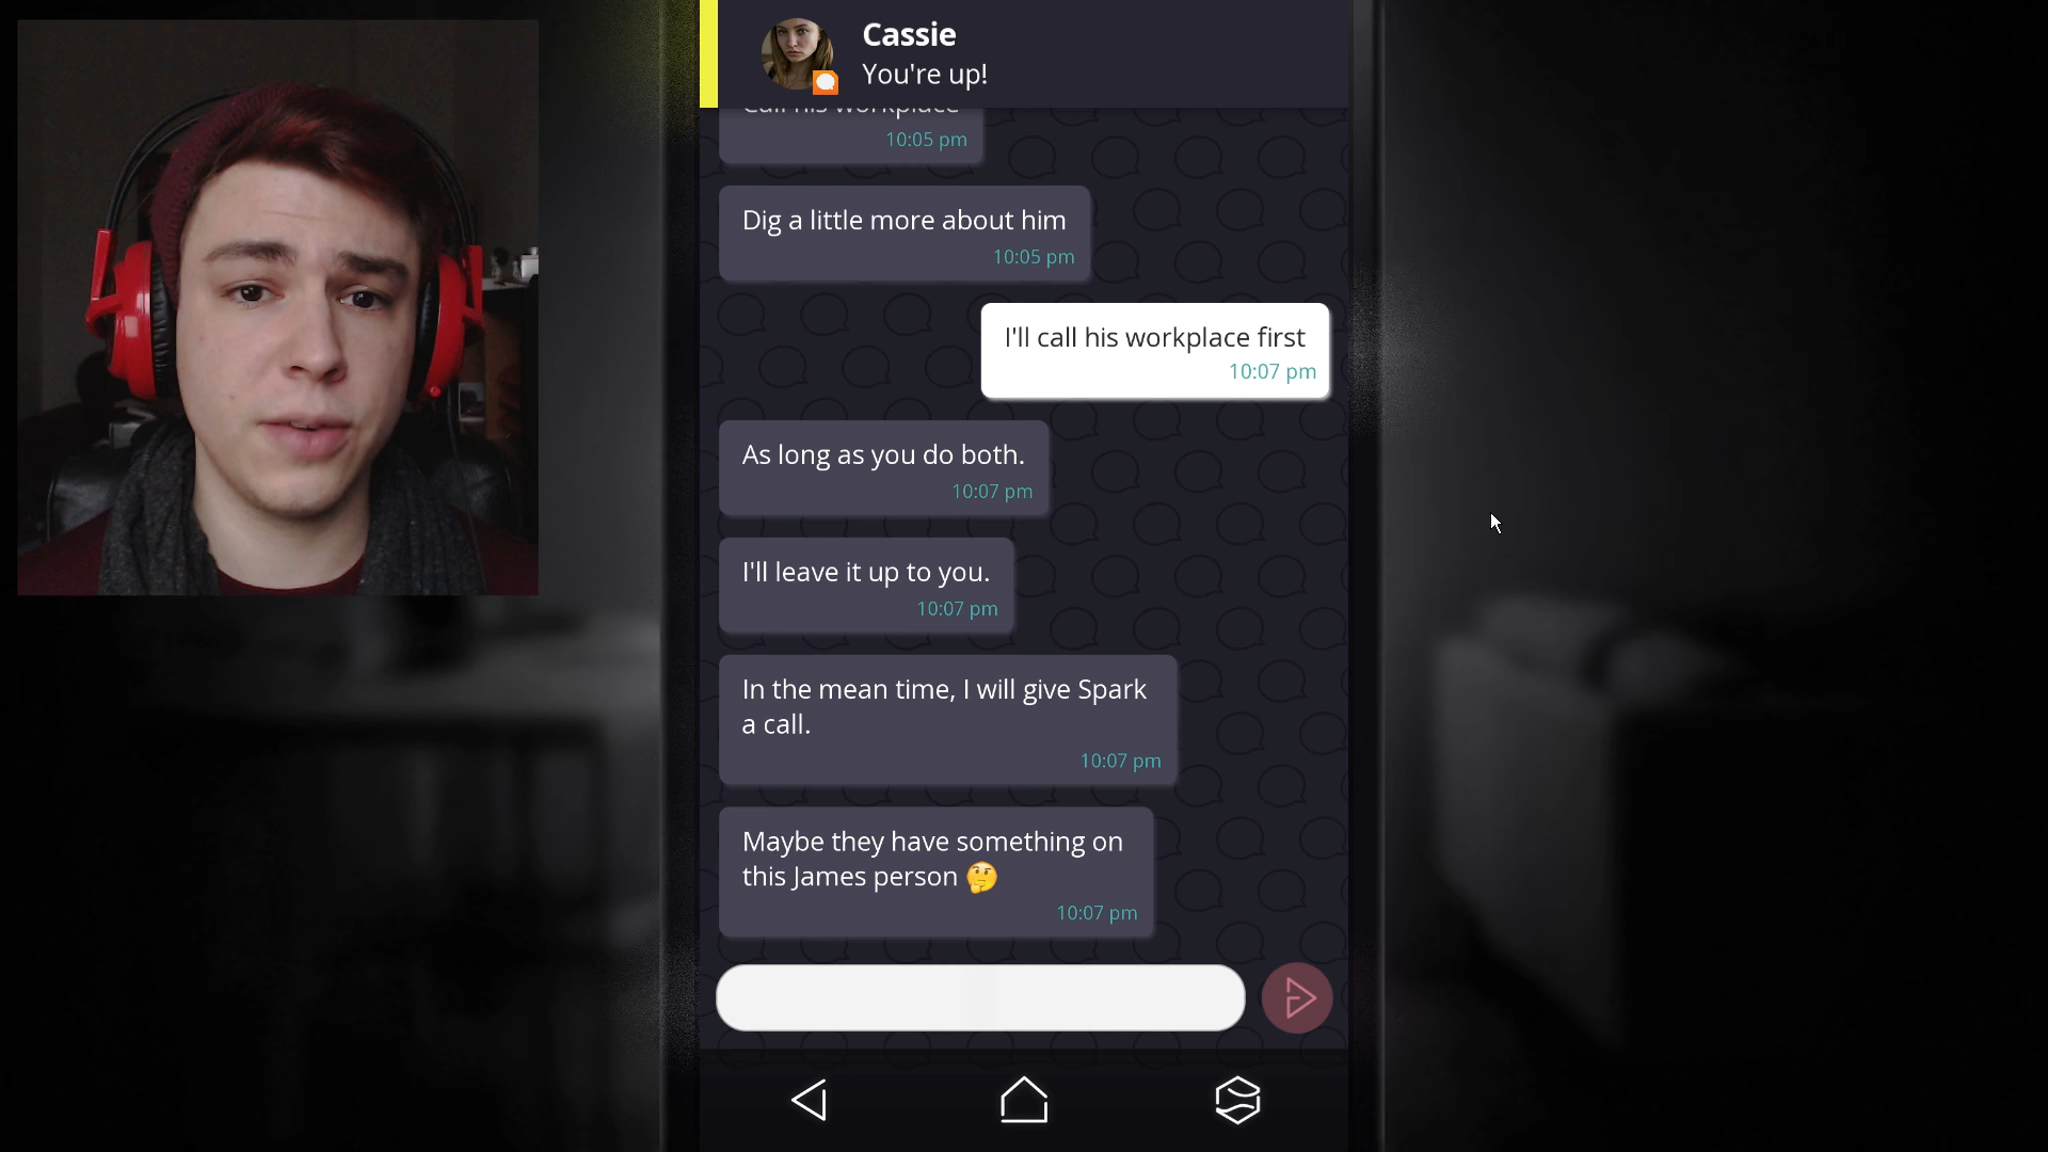 Cassie
You're up!
Call his workplace
10:05 pm
Dig a little more about him
10:05 pm
I'll call his workplace first
10:07 pm
As long as you do both.
10:07 pm
I'll leave it up to you.
10:07 pm
In the mean time, I will give Spark
a call.
10:07 pm
Maybe they have something on
this James person 🤔
10:07 pm